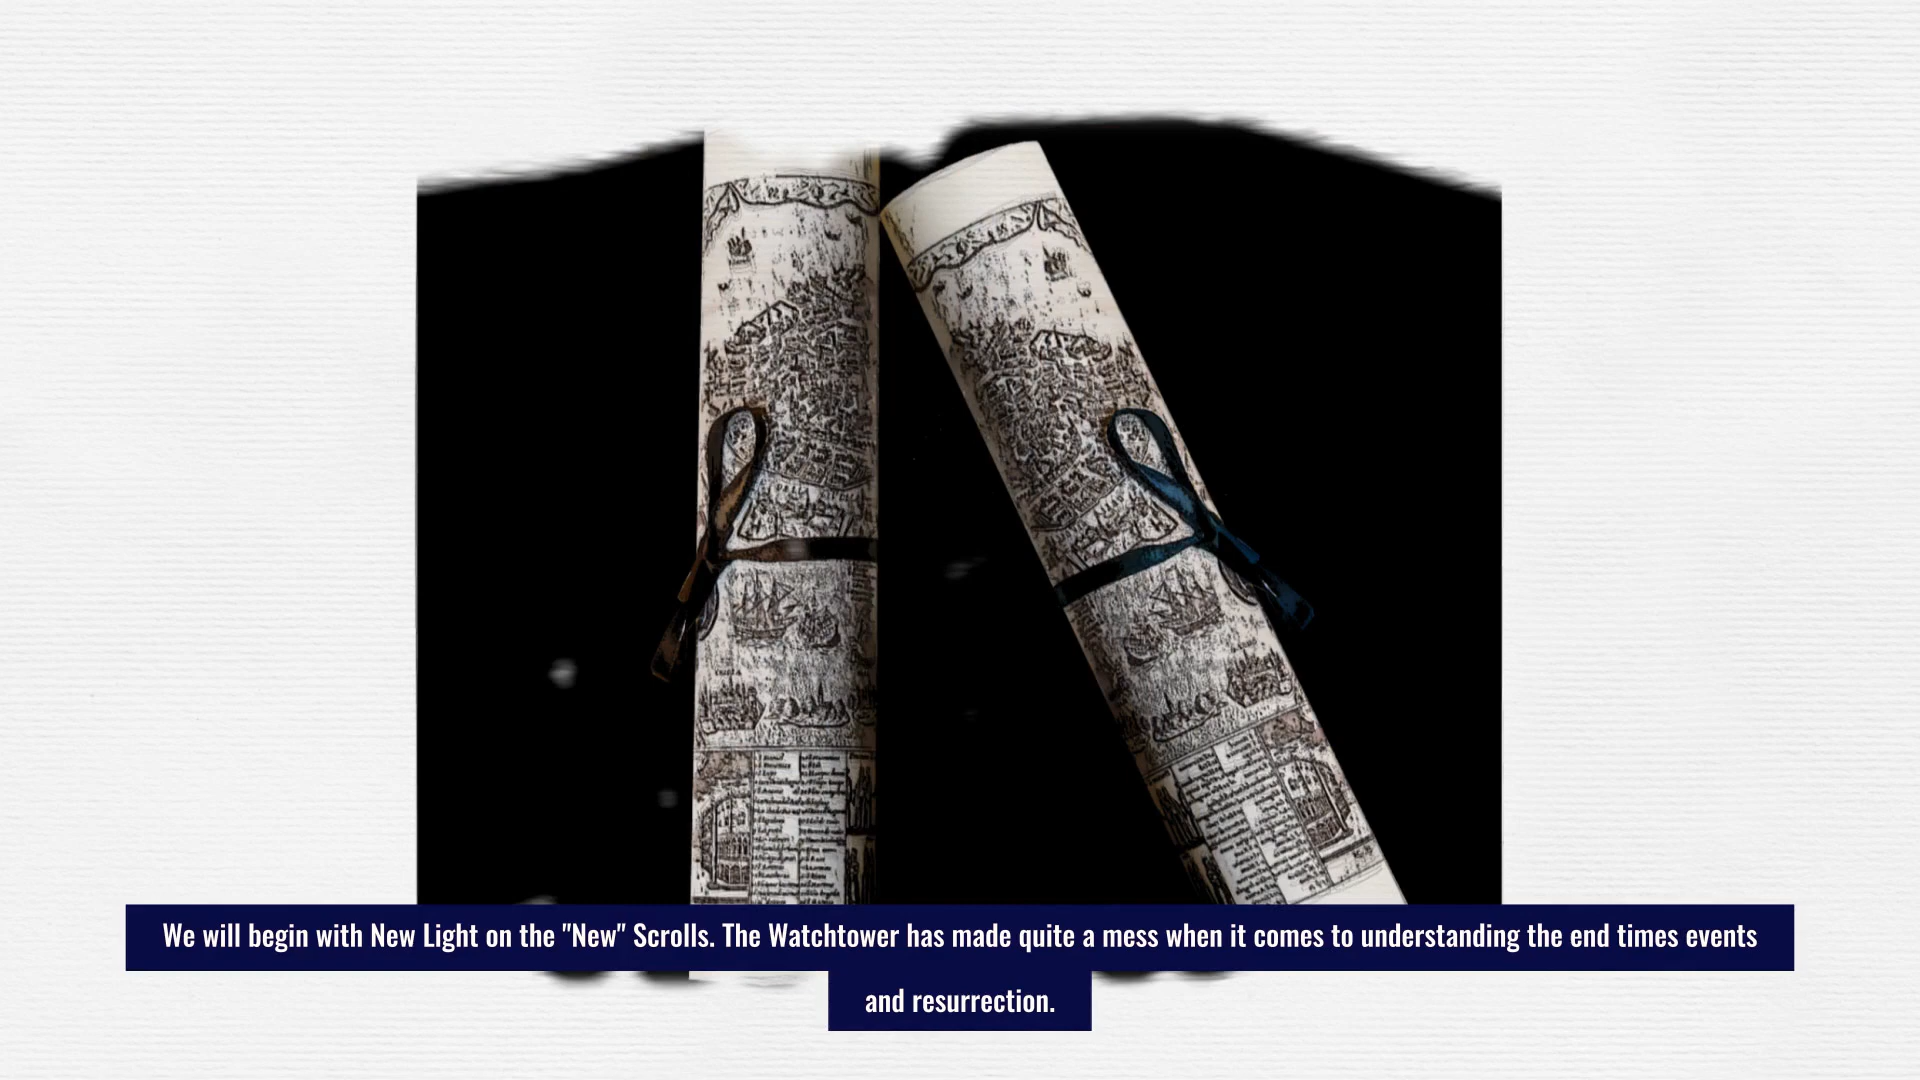 We will begin with New Light on the "New" Scrolls. The Watchtower has made quite a mess when it comes to understanding the end times events
and resurrection.